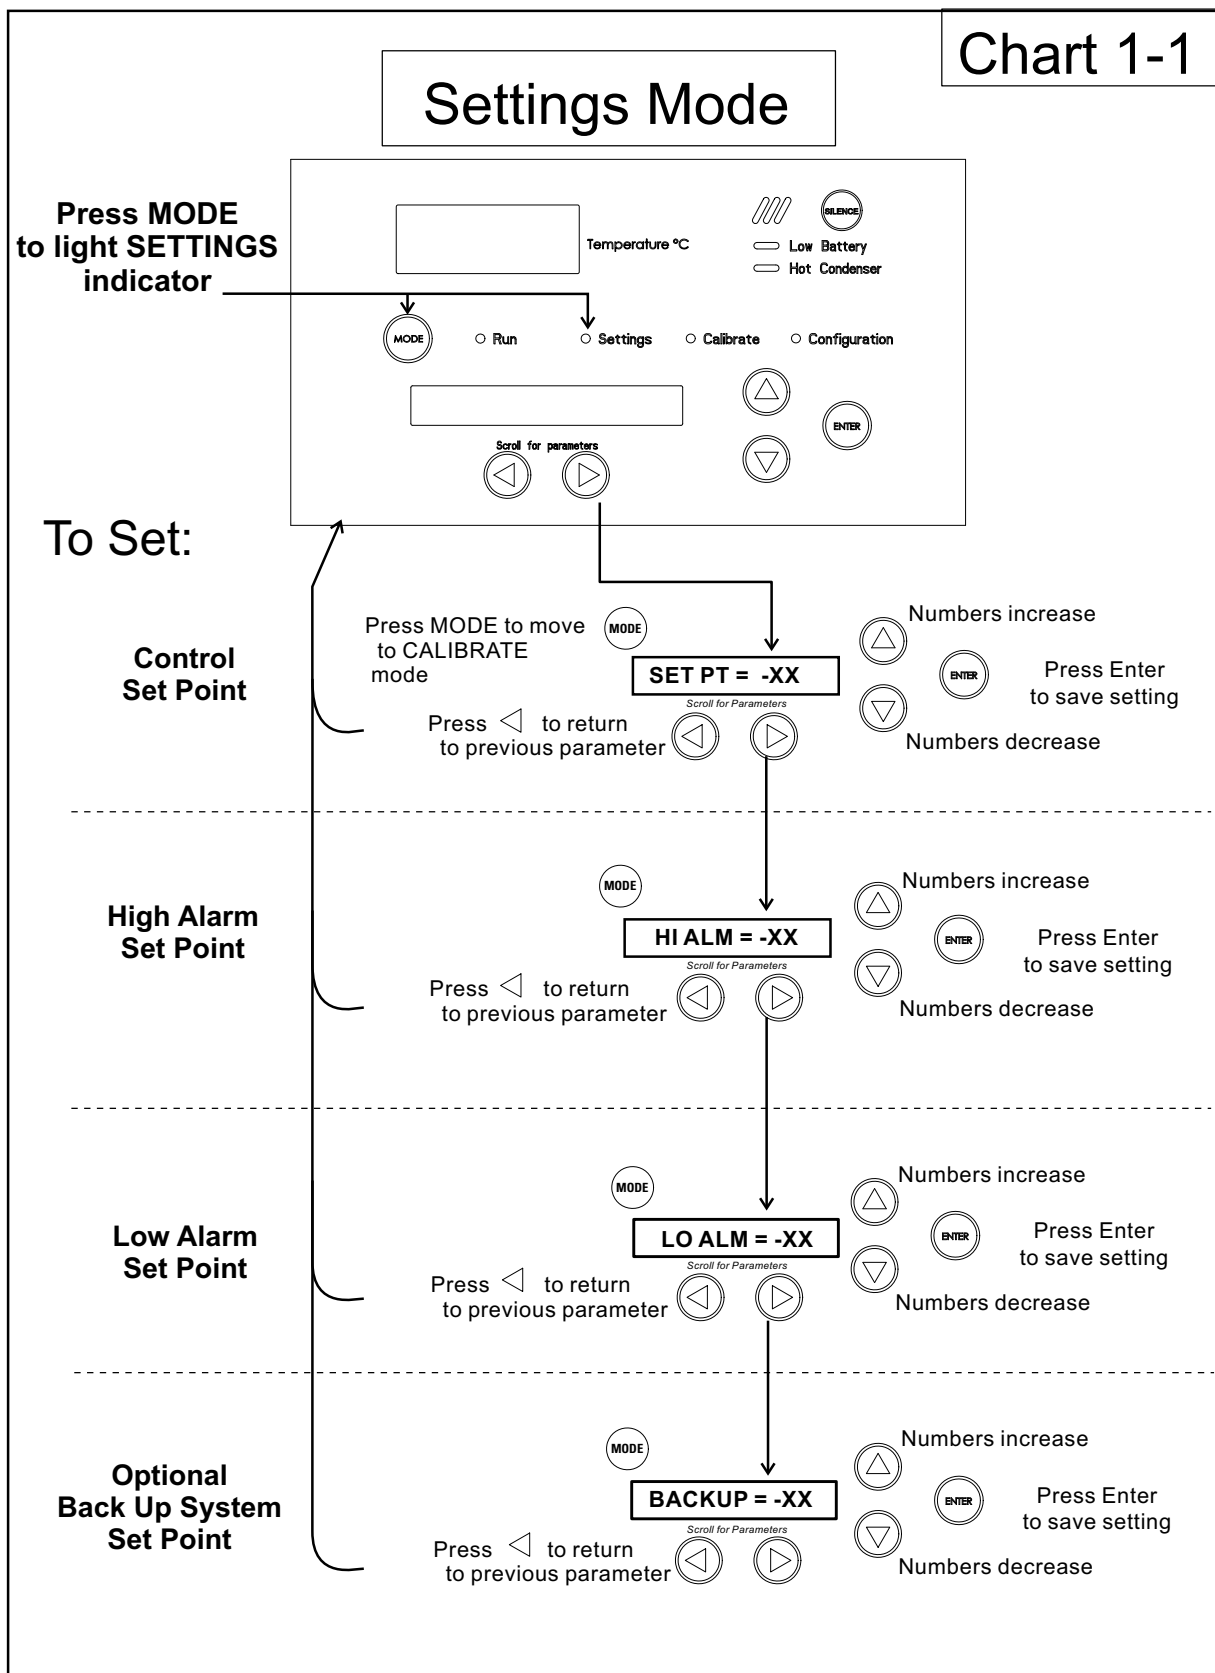 Chart 1-1
Settings Mode
Press MODE
to light SETTINGS
indicator
SILENCE
Temperature °C
Low Battery
Hot Condenser
MODE
Run
Settings
Calibrate
Configuration
ENTER
Scroll for parameters
To Set:
Control
Set Point
Press MODE to move
to CALIBRATE
mode
MODE
SET PT = -XX
Scroll for Parameters
Press to return
to previous parameter
Numbers increase
ENTER
Press Enter
to save setting
Numbers decrease
High Alarm
Set Point
MODE
HI ALM = -XX
Scroll for Parameters
Press to return
to previous parameter
Numbers increase
ENTER
Press Enter
to save setting
Numbers decrease
Low Alarm
Set Point
MODE
LO ALM = -XX
Scroll for Parameters
Press to return
to previous parameter
Numbers increase
ENTER
Press Enter
to save setting
Numbers decrease
Optional
Back Up System
Set Point
MODE
BACKUP = -XX
Scroll for Parameters
Press to return
to previous parameter
Numbers increase
ENTER
Press Enter
to save setting
Numbers decrease